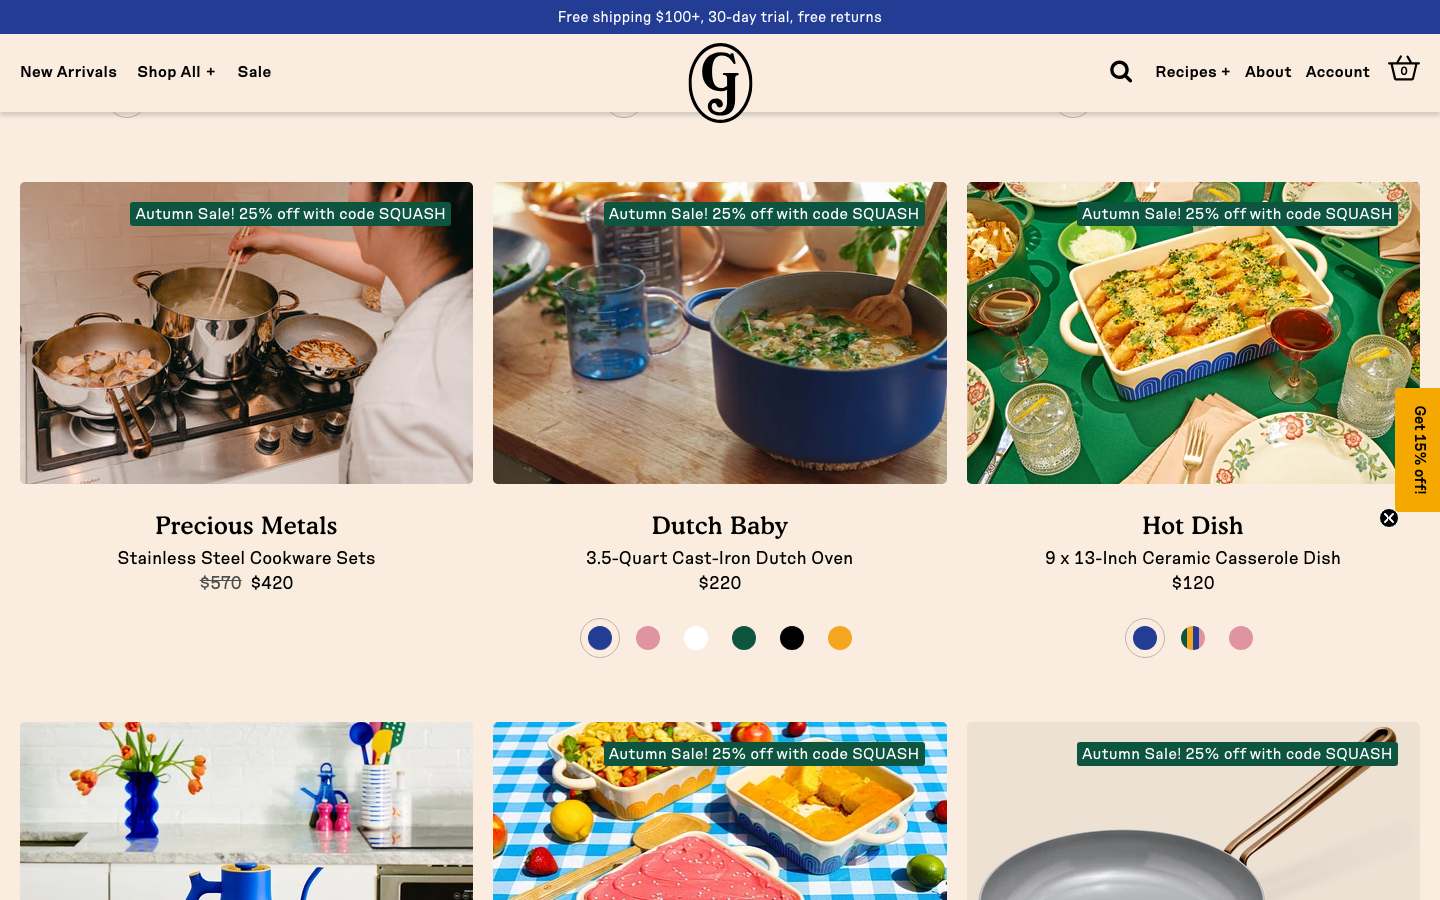 Free shipping $100+, 30-day trial, free returns
New Arrivals
Shop All +
Sale
GJ
Recipes +
About
Account
0
Autumn Sale! 25% off with code SQUASH
Autumn Sale! 25% off with code SQUASH
Autumn Sale! 25% off with code SQUASH
Get 15% off!
Precious Metals
Stainless Steel Cookware Sets
$570 $420
Dutch Baby
3.5-Quart Cast-Iron Dutch Oven
$220
Hot Dish
9 x 13-Inch Ceramic Casserole Dish
$120
Autumn Sale! 25% off with code SQUASH
Autumn Sale! 25% off with code SQUASH